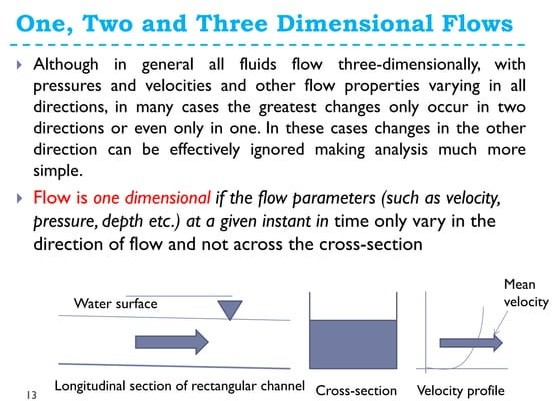 One, Two and Three Dimensional Flows
Although in general all fluids flow three-dimensionally, with
pressures and velocities and other flow properties varying in all
directions, in many cases the greatest changes only occur in two
directions or even only in one. In these cases changes in the other
direction can be effectively ignored making analysis much more
simple.
Flow is one dimensional if the flow parameters (such as velocity,
pressure, depth etc.) at a given instant in time only vary in the
direction of flow and not across the cross-section
Water surface
Mean
velocity
Longitudinal section of rectangular channel
Cross-section
Velocity profile
13